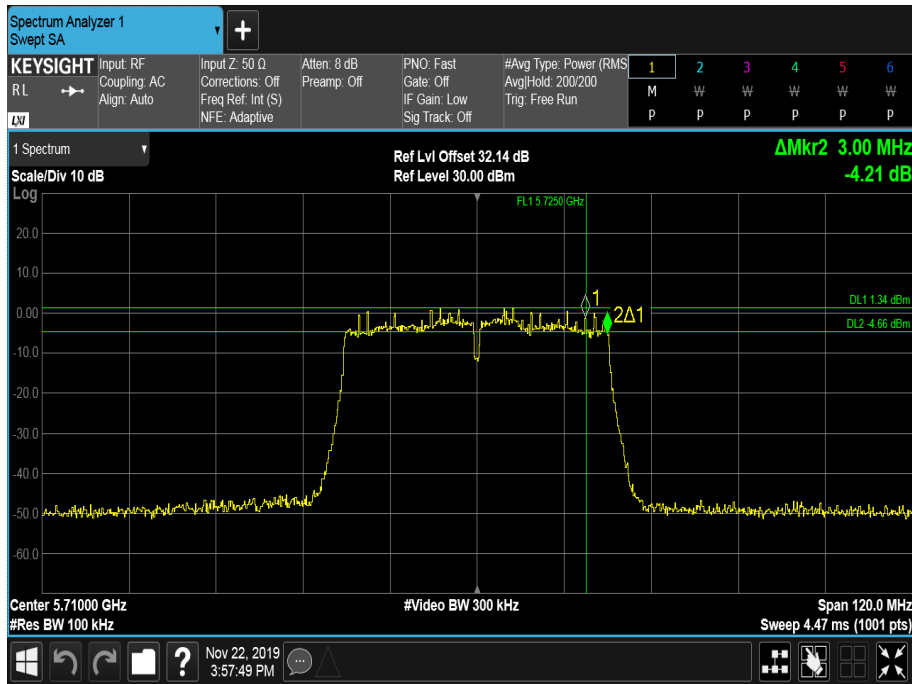 Spectrum Analyzer 1
Swept SA
+
KEYSIGHT
RL
LXI
Input: RF
Coupling: AC
Align: Auto
Input Z: 50 Ω
Corrections: Off
Freq Ref: Int (S)
NFE: Adaptive
Atten: 8 dB
Preamp: Off
PNO: Fast
Gate: Off
IF Gain: Low
Sig Track: Off
#Avg Type: Power (RMS
Avg|Hold: 200/200
Trig: Free Run
1 2 3 4 5 6
M W W W W W
P P P P P P
1 Spectrum
Scale/Div 10 dB
Ref Lvl Offset 32.14 dB
Ref Level 30.00 dBm
ΔMkr2 3.00 MHz
-4.21 dB
Log
FL1 5.7250 GHz
20.0
10.0
0.00
-10.0
-20.0
-30.0
-40.0
-50.0
-60.0
1
2Δ1
DL1 1.34 dBm
DL2 -4.66 dBm
Center 5.71000 GHz
#Res BW 100 kHz
#Video BW 300 kHz
Span 120.0 MHz
Sweep 4.47 ms (1001 pts)
?
Nov 22, 2019
3:57:49 PM